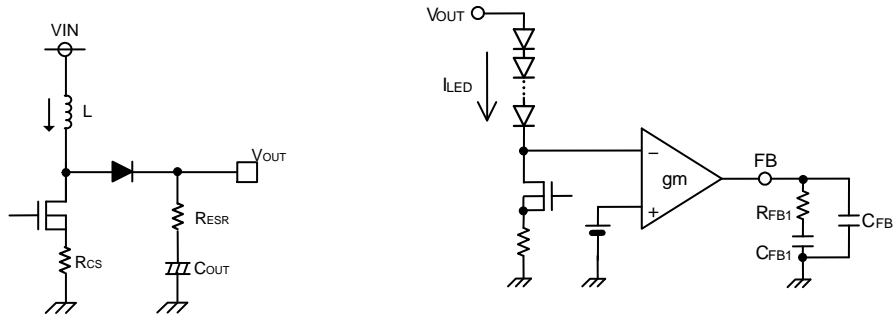 VIN
L
VOUT
RESR
RCS
COUT
VOUT
ILED
−
gm
+
FB
RFB1
CFB
CFB1